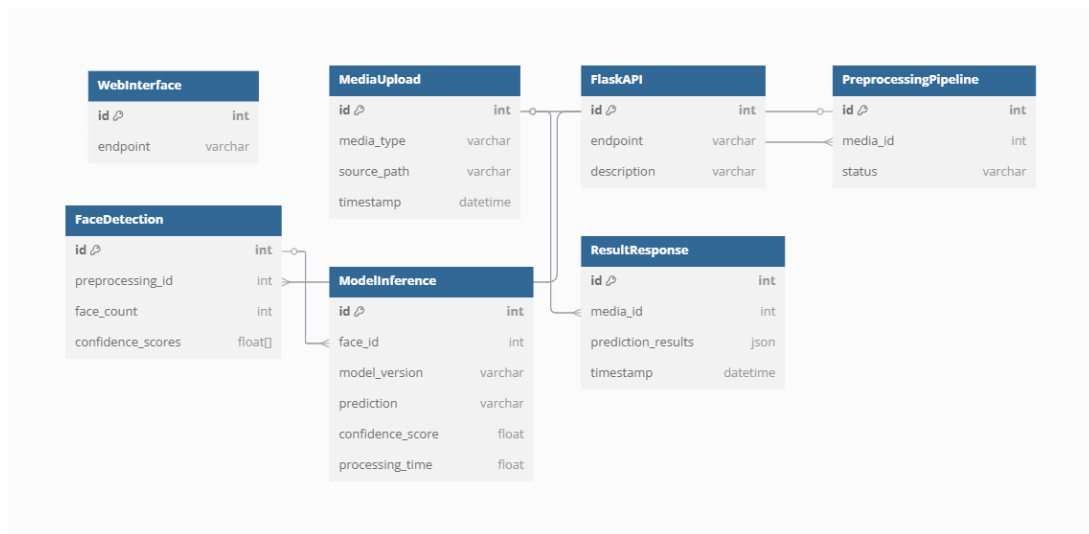 WebInterface
id int
endpoint varchar
MediaUpload
id int
media_type varchar
source_path varchar
timestamp datetime
FlaskAPI
id int
endpoint varchar
description varchar
PreprocessingPipeline
id int
media_id int
status varchar
FaceDetection
id int
preprocessing_id int
face_count int
confidence_scores float[]
ModelInference
id int
face_id int
model_version varchar
prediction varchar
confidence_score float
processing_time float
ResultResponse
id int
media_id int
prediction_results json
timestamp datetime